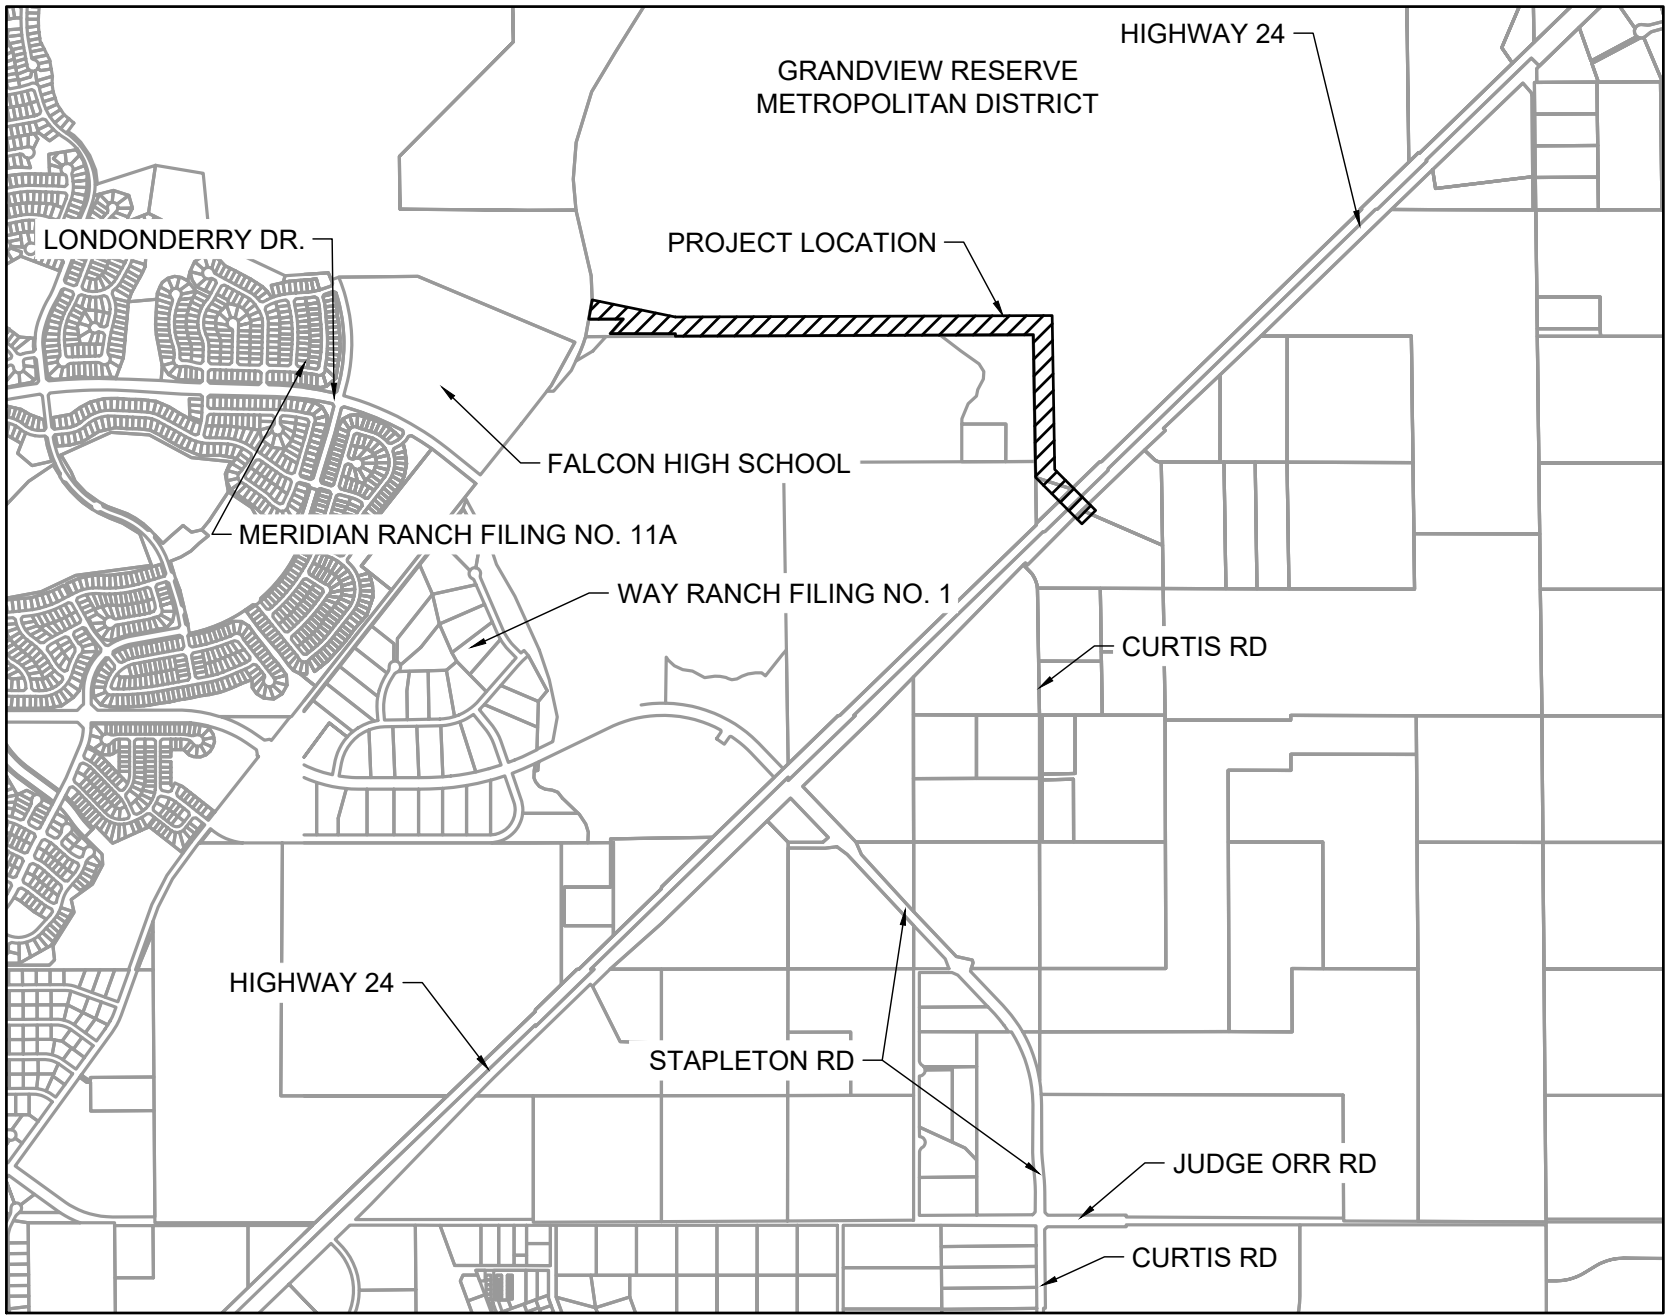 HIGHWAY 24
GRANDVIEW RESERVE
METROPOLITAN DISTRICT
LONDONDERRY DR.
PROJECT LOCATION
FALCON HIGH SCHOOL
MERIDIAN RANCH FILING NO. 11A
WAY RANCH FILING NO. 1
CURTIS RD
HIGHWAY 24
STAPLETON RD
JUDGE ORR RD
CURTIS RD